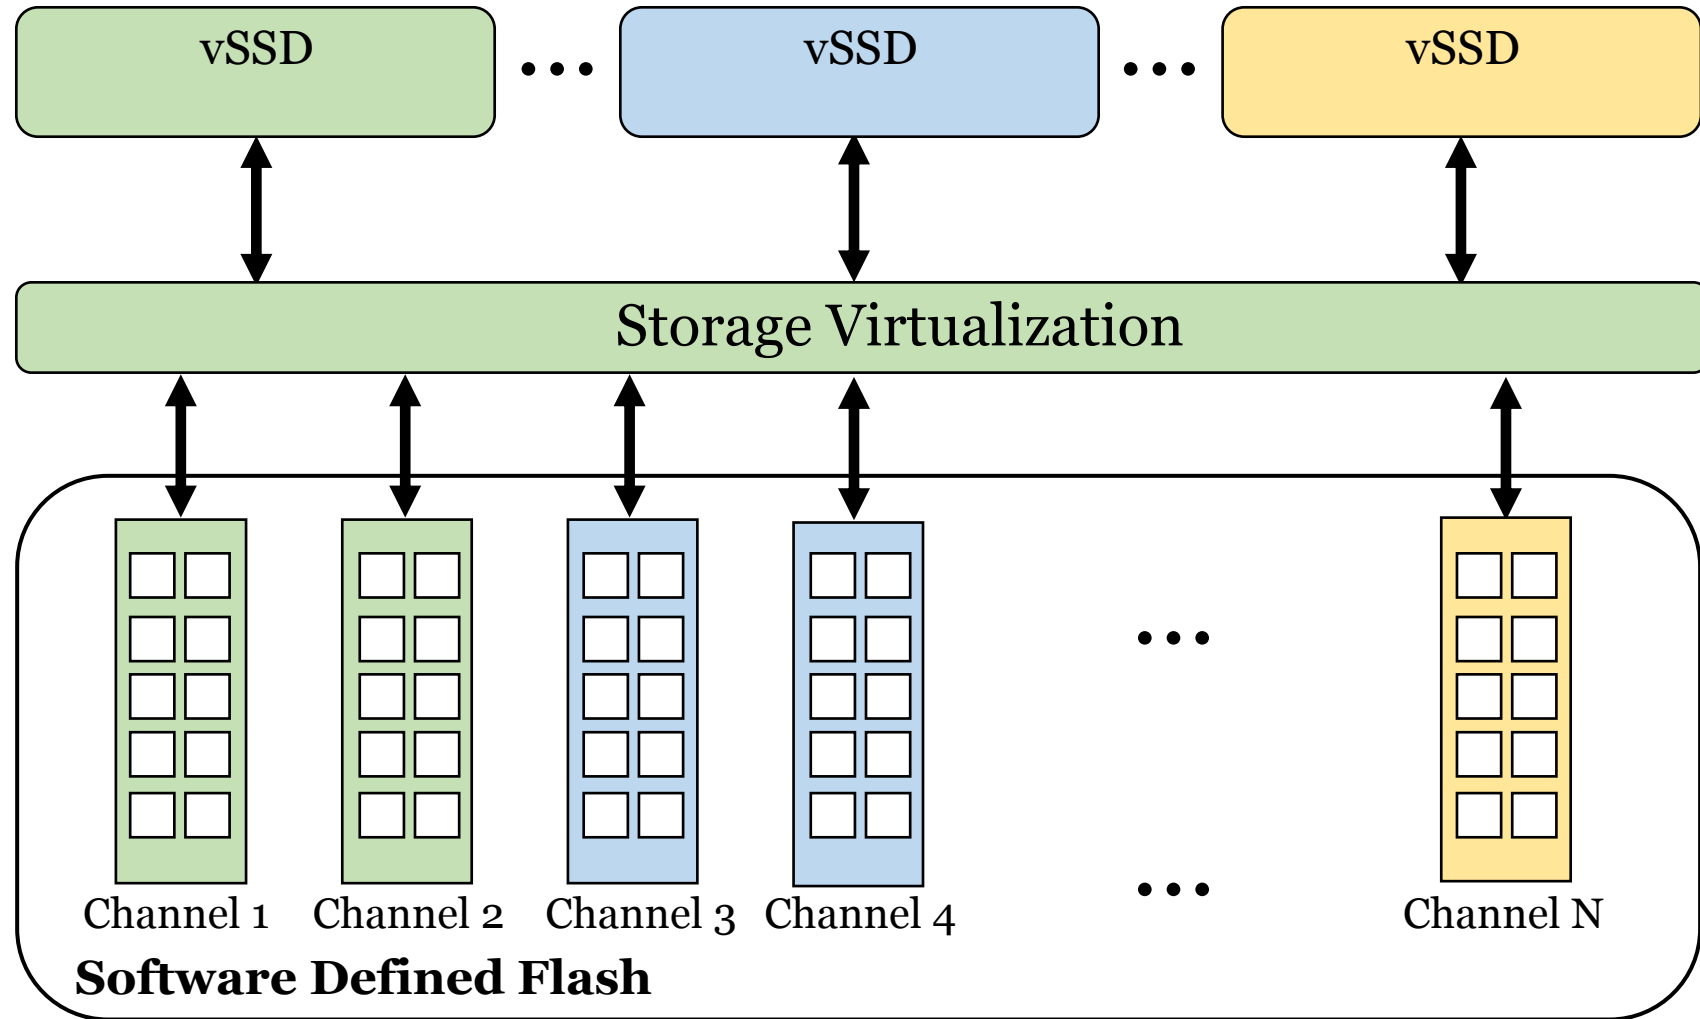 vSSD
...
vSSD
...
vSSD
Storage Virtualization
...
...
Channel 1
Channel 2
Channel 3
Channel 4
Channel N
Software Defined Flash